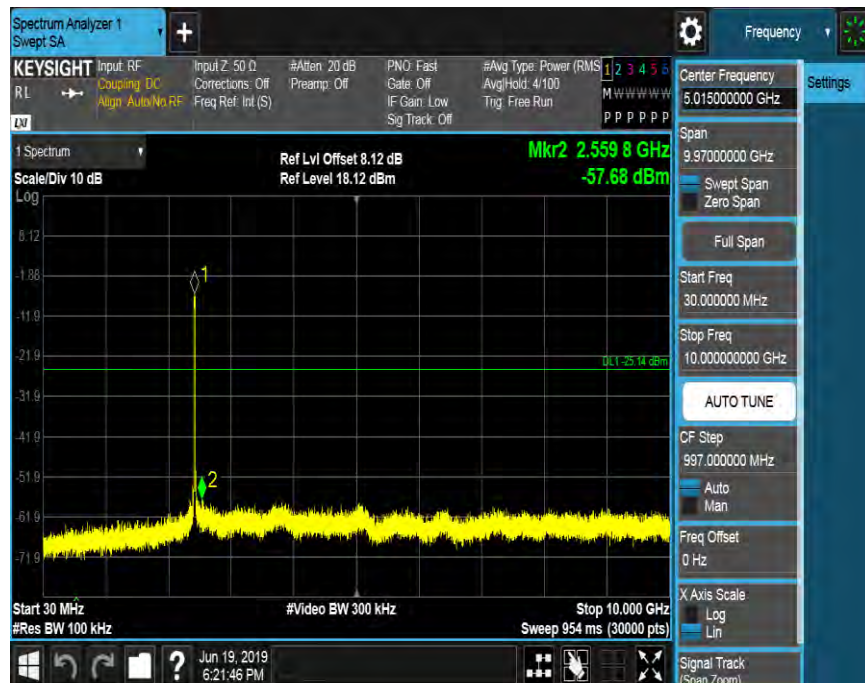 Spectrum Analyzer 1
Swept SA
+
Frequency
KEYSIGHT
RL
LXI
Input: RF
Coupling: DC
Align: Auto/No RF
Input Z: 50 Ω
Corrections: Off
Freq Ref: Int (S)
#Atten: 20 dB
Preamp: Off
PNO: Fast
Gate: Off
IF Gain: Low
Sig Track: Off
#Avg Type: Power (RMS
Avg|Hold: 4/100
Trig: Free Run
1 2 3 4 5 6
M W W W W W
P P P P P P
1 Spectrum
Scale/Div 10 dB
Log
Ref Lvl Offset 8.12 dB
Ref Level 18.12 dBm
Mkr2 2.559 8 GHz
-57.68 dBm
8.12
-1.88
-11.9
-21.9
-31.9
-41.9
-51.9
-61.9
-71.9
1
2
DL1 -25.14 dBm
Start 30 MHz
#Res BW 100 kHz
#Video BW 300 kHz
Stop 10.000 GHz
Sweep 954 ms (30000 pts)
?
Jun 19, 2019
6:21:46 PM
Center Frequency
5.015000000 GHz
Settings
Span
9.97000000 GHz
Swept Span
Zero Span
Full Span
Start Freq
30.000000 MHz
Stop Freq
10.000000000 GHz
AUTO TUNE
CF Step
997.000000 MHz
Auto
Man
Freq Offset
0 Hz
X Axis Scale
Log
Lin
Signal Track
(Span Zoom)